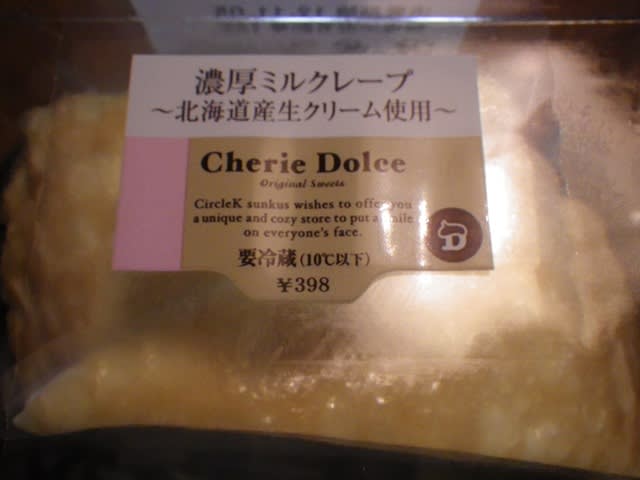 濃厚ミルクレープ
～北海道産生クリーム使用～
Cherie Dolce
Original Sweets
CircleK sunkus wishes to offer you
a unique and cozy store to put a smile
on everyone's face.
D
要冷蔵(10℃以下)
¥398